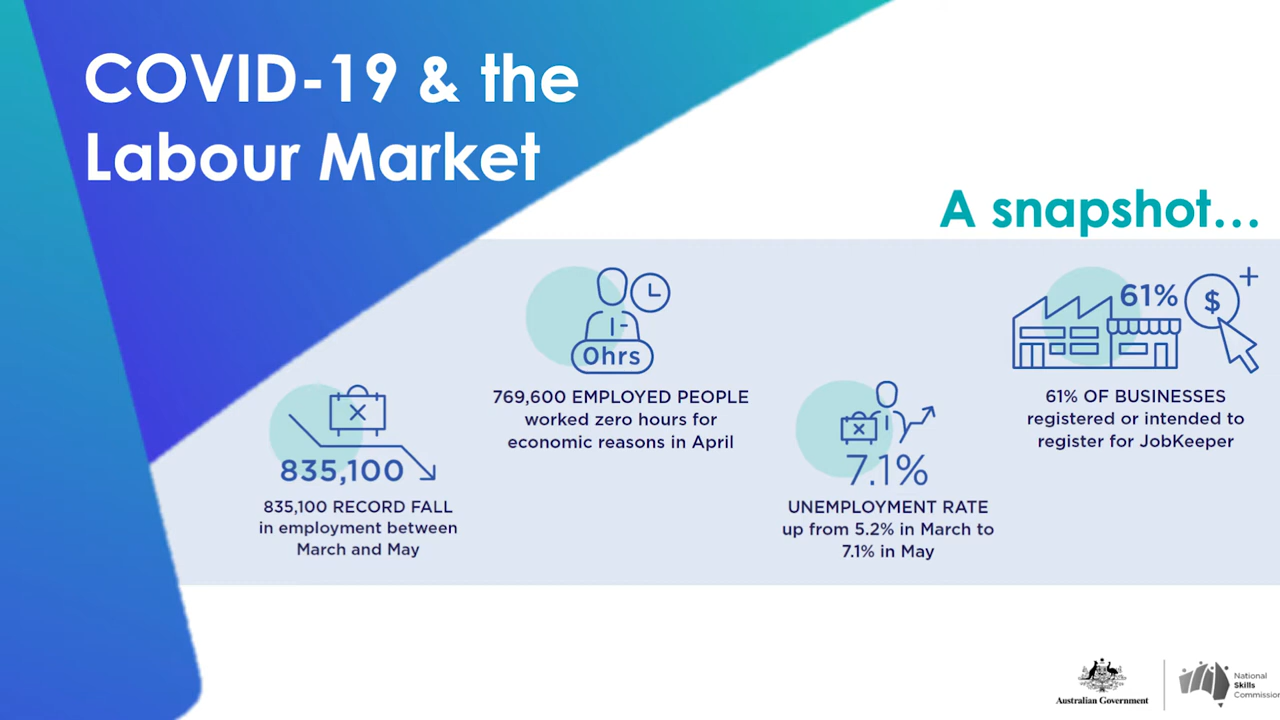 COVID-19 & the
Labour Market
A snapshot...
835,100
835,100 RECORD FALL
in employment between
March and May
0hrs
769,600 EMPLOYED PEOPLE
worked zero hours for
economic reasons in April
7.1%
UNEMPLOYMENT RATE
up from 5.2% in March to
7.1% in May
61%
$
61% OF BUSINESSES
registered or intended to
register for JobKeeper
Australian Government
National
Skills
Commission